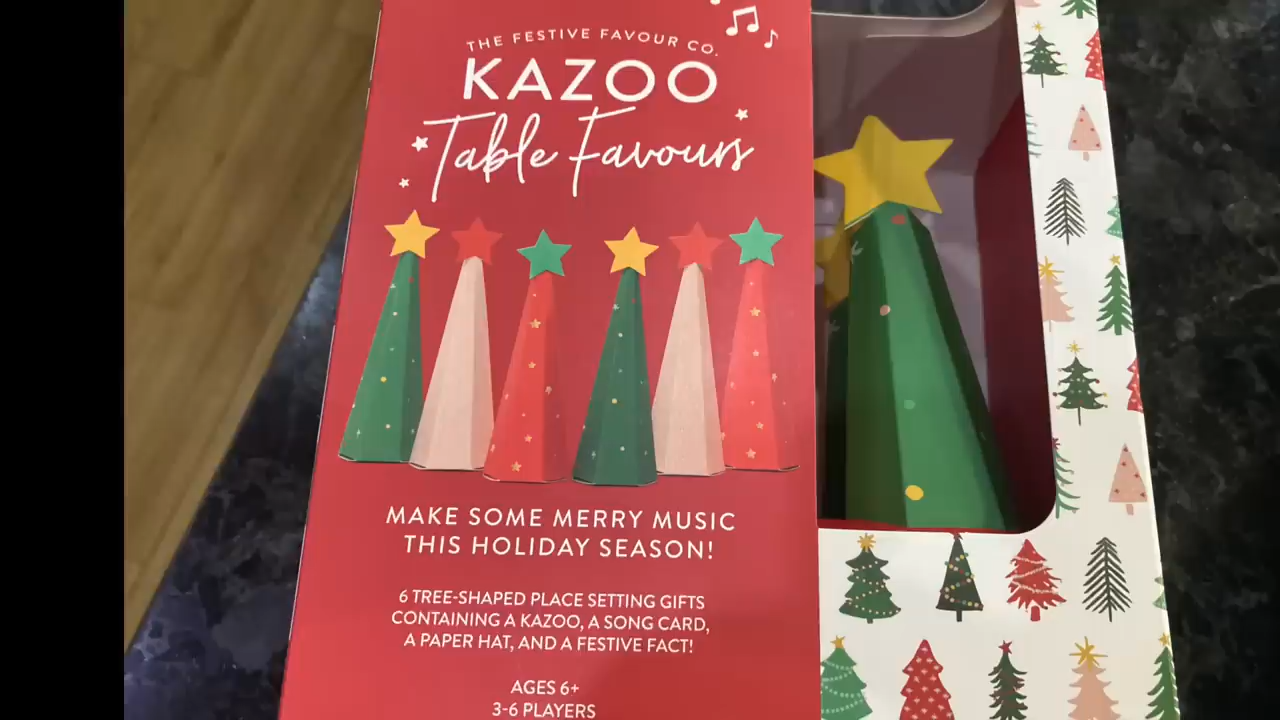 THE FESTIVE FAVOUR CO.
KAZOO
Table Favours
MAKE SOME MERRY MUSIC
THIS HOLIDAY SEASON!
6 TREE-SHAPED PLACE SETTING GIFTS
CONTAINING A KAZOO, A SONG CARD,
A PAPER HAT, AND A FESTIVE FACT!
AGES 6+
3-6 PLAYERS